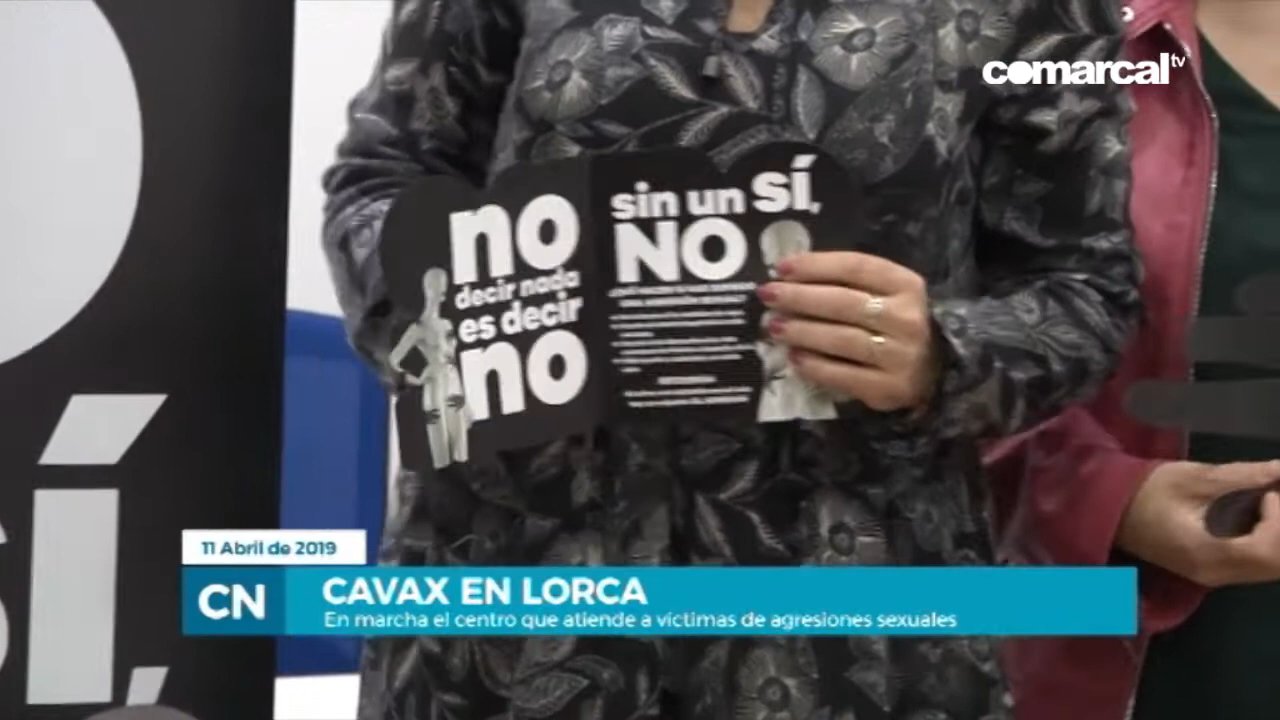 comarcal tv
no
decir nada
es decir
no
sin un sí,
NO
SÍ,
11 Abril de 2019
CN
CAVAX EN LORCA
En marcha el centro que atiende a víctimas de agresiones sexuales